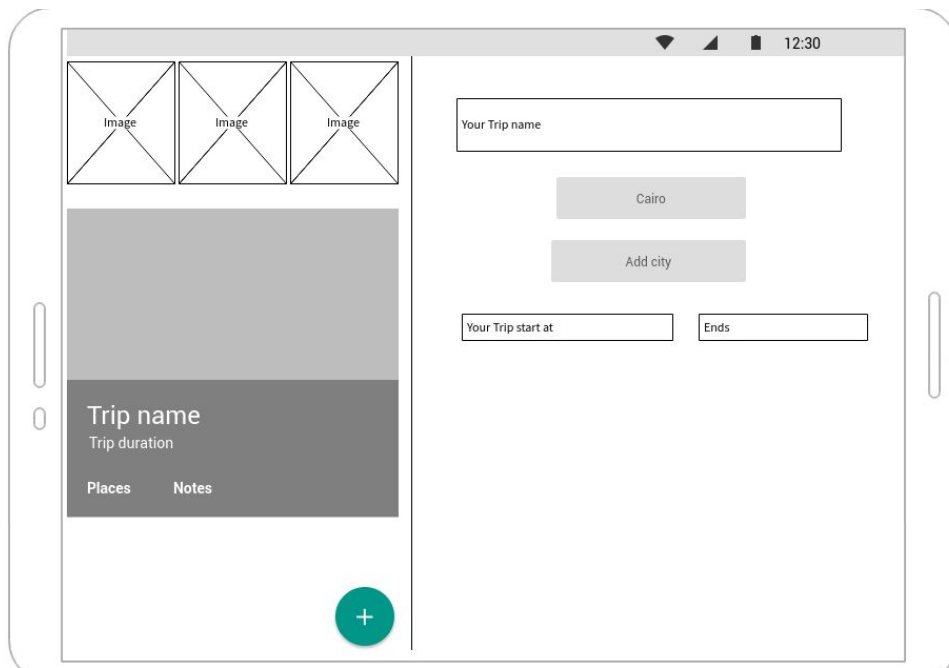 12:30
Image Image Image
Trip name
Trip duration
Places Notes
+
Your Trip name
Cairo
Add city
Your Trip start at Ends